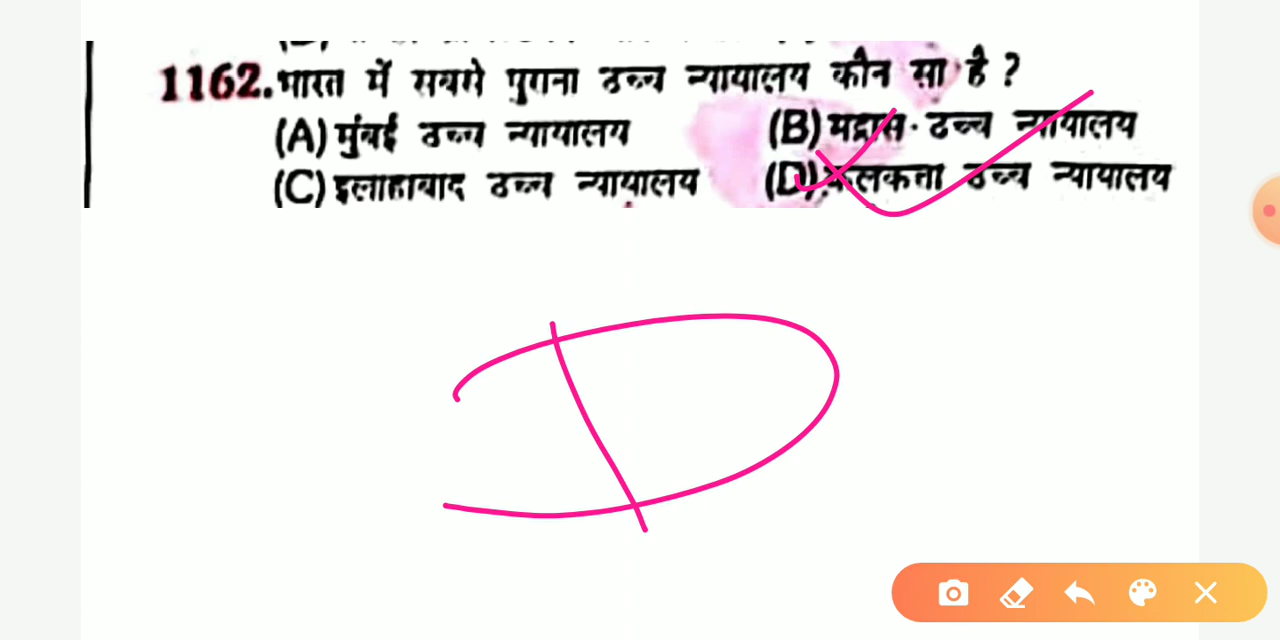 1162. भारत में सबसे पुराना उच्च न्यायालय कौन सा है ?
(A) मुंबई उच्च न्यायालय (B) मद्रास उच्च न्यायालय
(C) इलाहाबाद उच्च न्यायालय (D) कलकत्ता उच्च न्यायालय
D